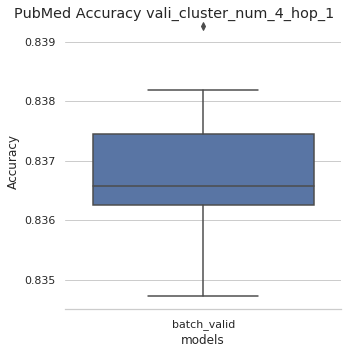 PubMed Accuracy vali_cluster_num_4_hop_1
0.839
0.838
0.837
0.836
0.835
Accuracy
batch_valid
models